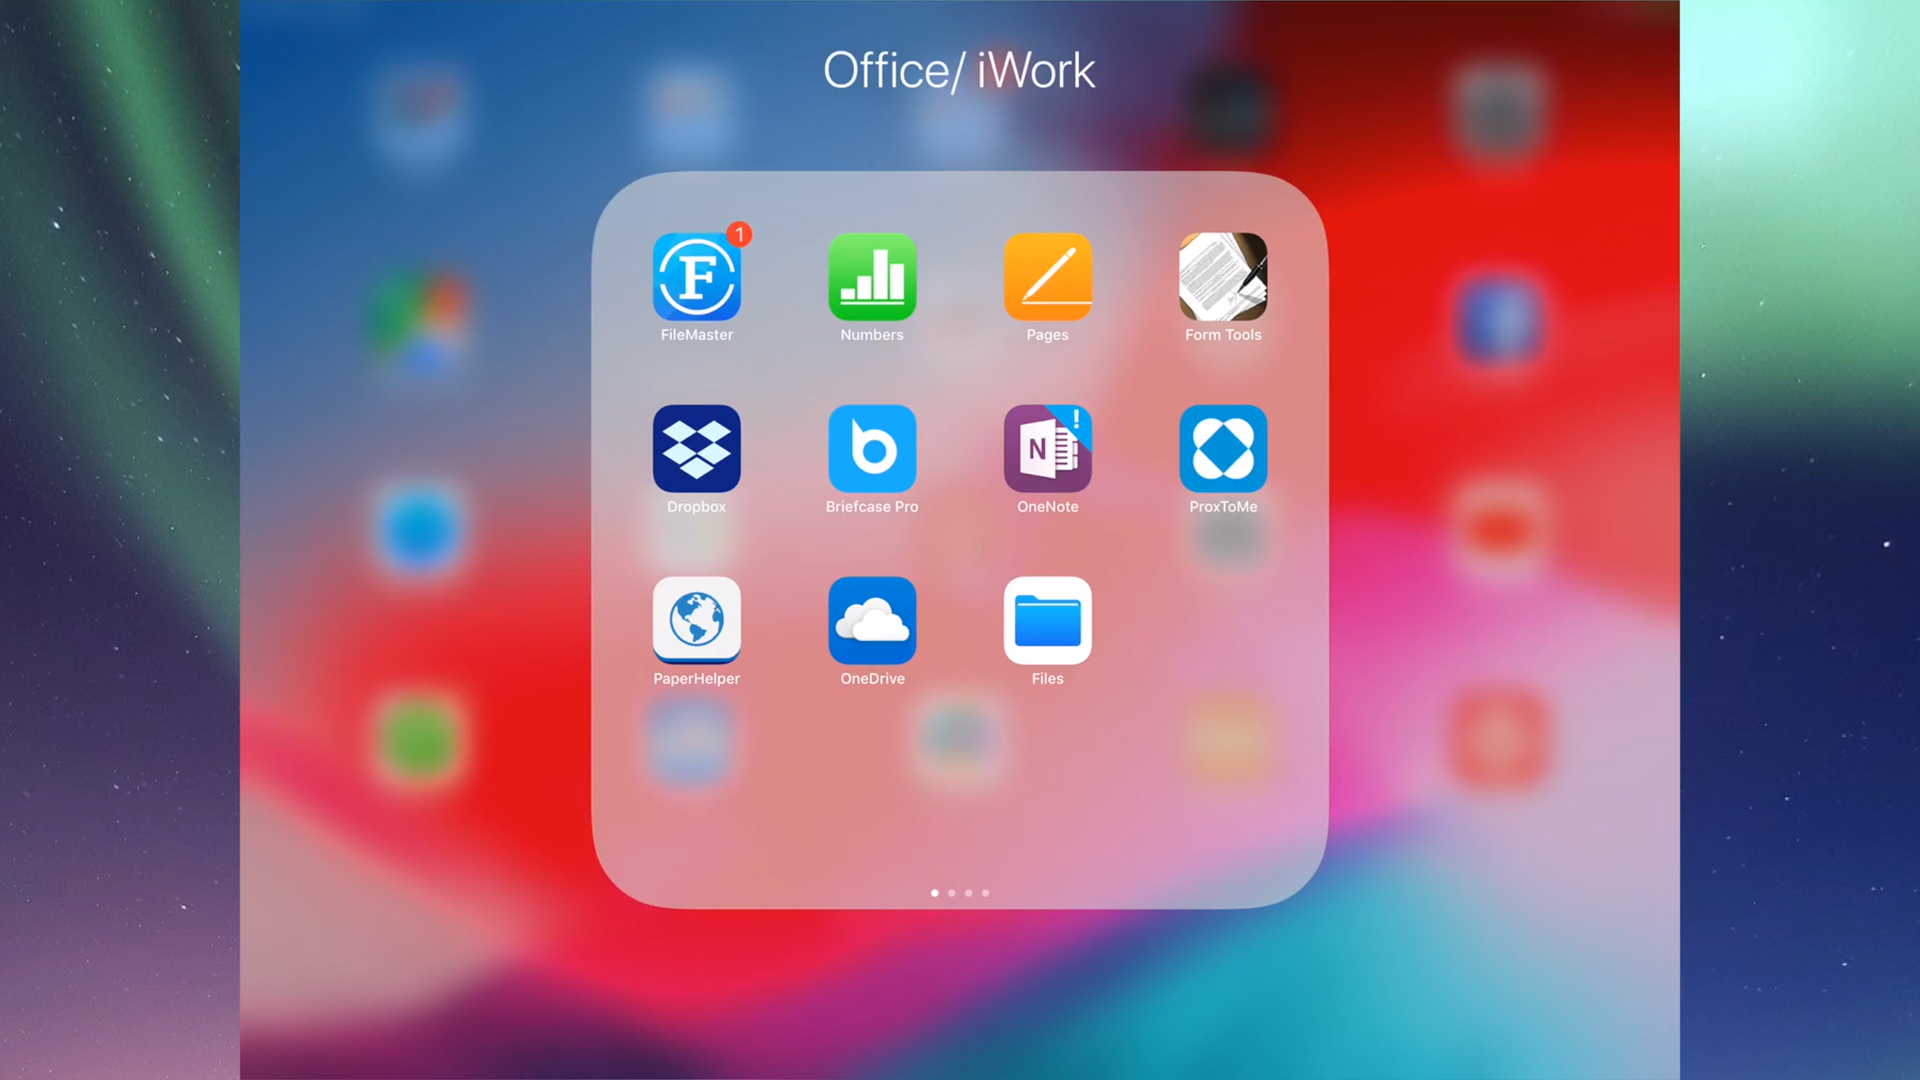 Office/ iWork
1
F
FileMaster
Numbers
Pages
Form Tools
Dropbox
b
Briefcase Pro
N
!
OneNote
ProxToMe
PaperHelper
OneDrive
Files